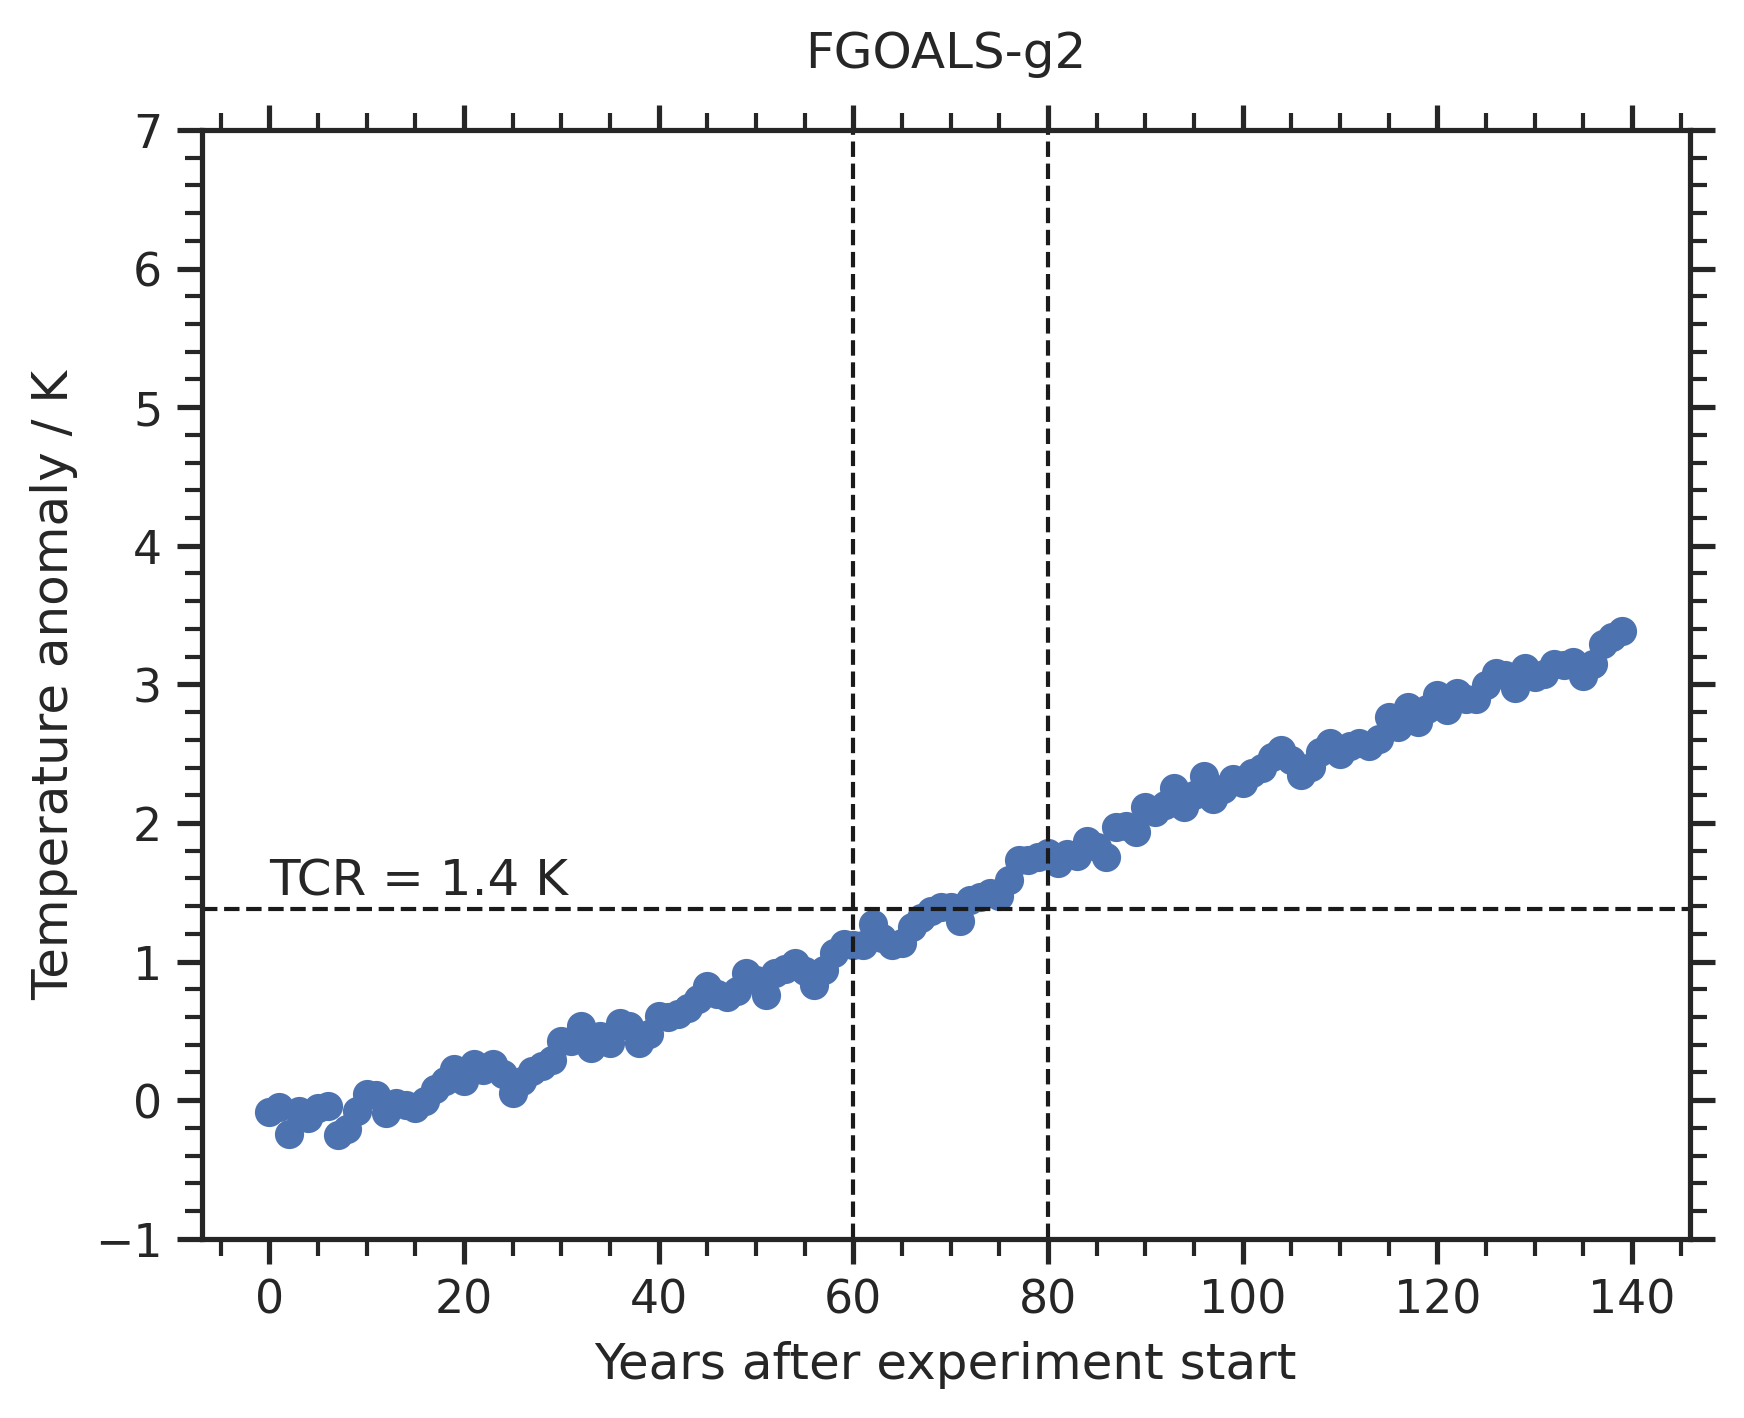 FGOALS-g2
7
6
5
4
3
2
1
0
−1
Temperature anomaly / K
TCR = 1.4 K
0 20 40 60 80 100 120 140
Years after experiment start